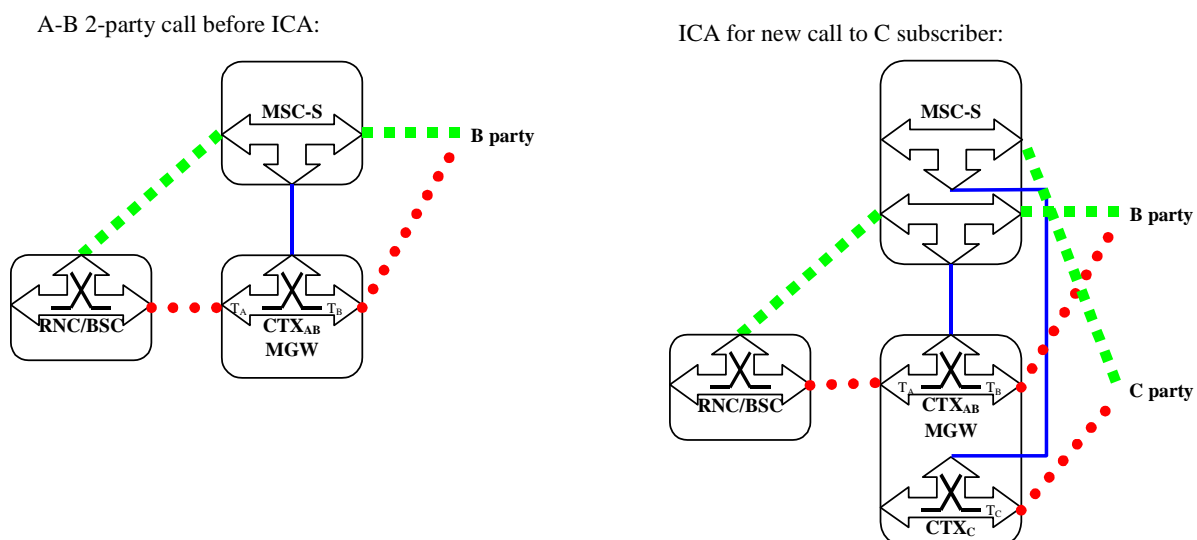 A-B 2-party call before ICA:
MSC-S
B party
RNC/BSC
TA
TB
CTXAB
MGW
ICA for new call to C subscriber:
MSC-S
B party
C party
RNC/BSC
TA
TB
CTXAB
MGW
TC
CTXC